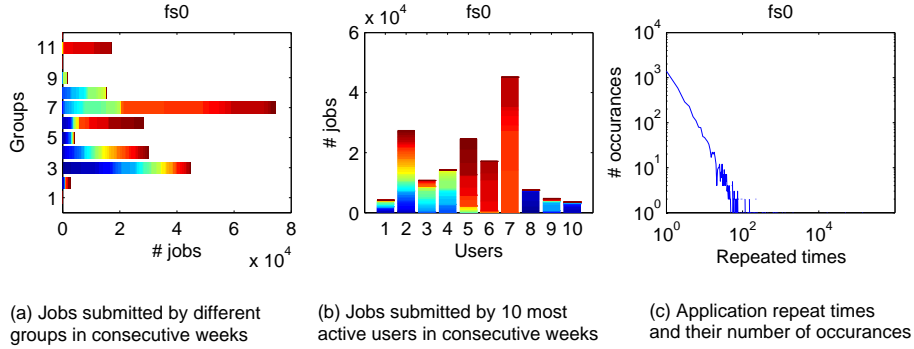 fs0
11
9
7
5
3
1
Groups
0 2 4 6 8
x 10^4
# jobs
(a) Jobs submitted by different
groups in consecutive weeks
fs0
x 10^4
6
4
2
0
# jobs
1 2 3 4 5 6 7 8 9 10
Users
(b) Jobs submitted by 10 most
active users in consecutive weeks
fs0
10^4
10^3
10^2
10^1
10^0
# occurances
10^0 10^2 10^4
Repeated times
(c) Application repeat times
and their number of occurances